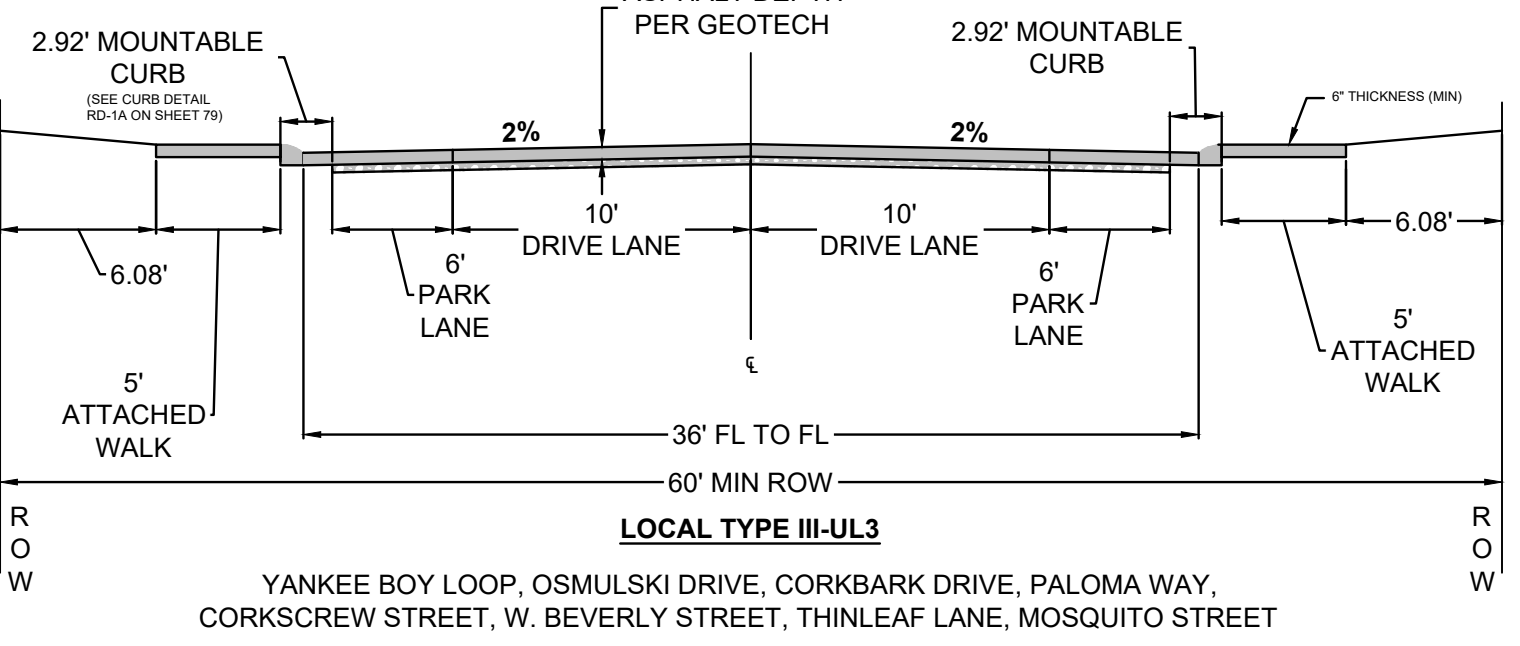 PER GEOTECH
2.92' MOUNTABLE
CURB
(SEE CURB DETAIL
RD-1A ON SHEET 79)
2.92' MOUNTABLE
CURB
6" THICKNESS (MIN)
2%
2%
6.08'
5'
ATTACHED
WALK
6'
PARK
LANE
10'
DRIVE LANE
10'
DRIVE LANE
6'
PARK
LANE
6.08'
5'
ATTACHED
WALK
℄
36' FL TO FL
60' MIN ROW
R
O
W
R
O
W
LOCAL TYPE III-UL3
YANKEE BOY LOOP, OSMULSKI DRIVE, CORKBARK DRIVE, PALOMA WAY,
CORKSCREW STREET, W. BEVERLY STREET, THINLEAF LANE, MOSQUITO STREET